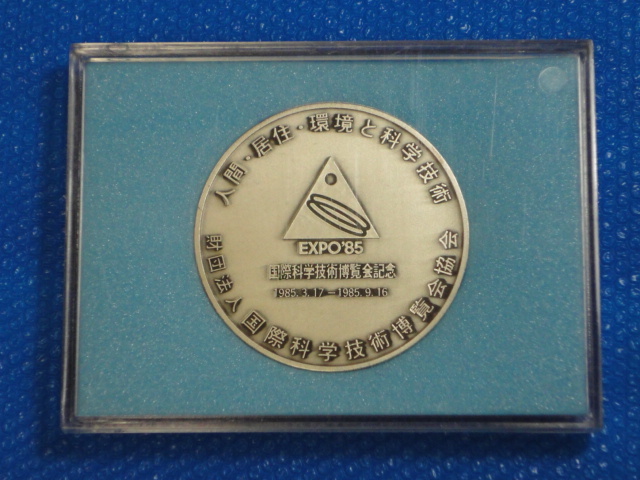 人間・居住・環境と科学技術
EXPO'85
国際科学技術博覧会記念
1985.3.17－1985.9.16
財団法人国際科学技術博覧会協会